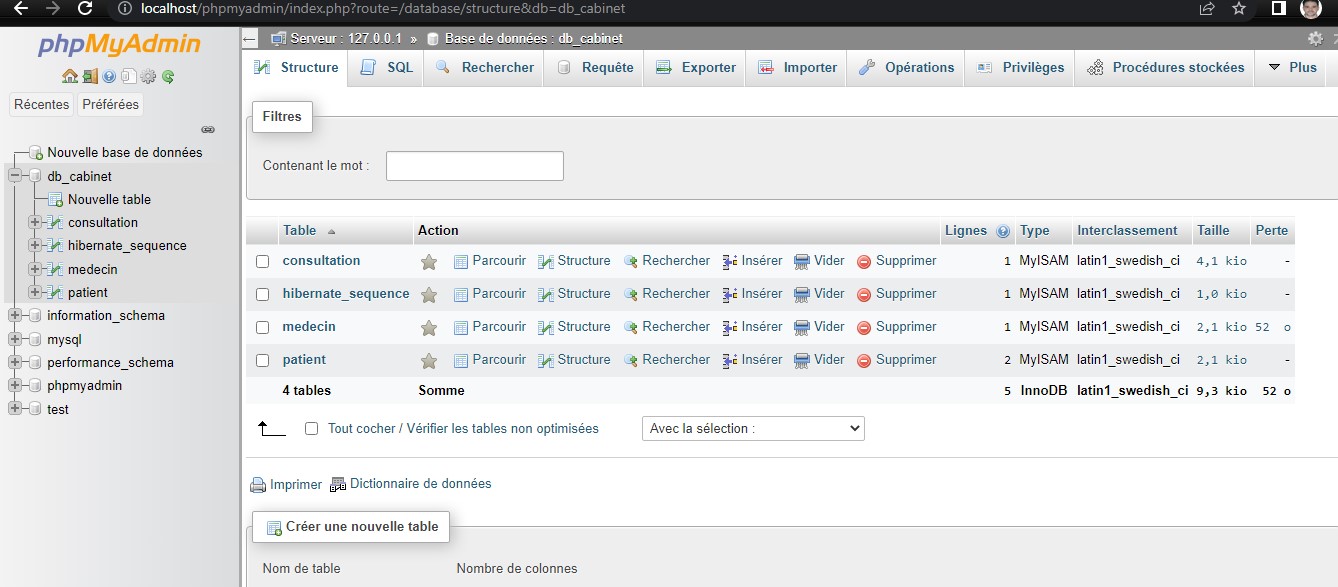 localhost/phpmyadmin/index.php?route=/database/structure&db=db_cabinet
phpMyAdmin
Récentes Préférées
Nouvelle base de données
db_cabinet
Nouvelle table
consultation
hibernate_sequence
medecin
patient
information_schema
mysql
performance_schema
phpmyadmin
test
Serveur : 127.0.0.1 » Base de données : db_cabinet
Structure SQL Rechercher Requête Exporter Importer Opérations Privilèges Procédures stockées Plus
Filtres
Contenant le mot :
Table Action Lignes Type Interclassement Taille Perte
consultation Parcourir Structure Rechercher Insérer Vider Supprimer 1 MyISAM latin1_swedish_ci 4,1 kio -
hibernate_sequence Parcourir Structure Rechercher Insérer Vider Supprimer 1 MyISAM latin1_swedish_ci 1,0 kio -
medecin Parcourir Structure Rechercher Insérer Vider Supprimer 1 MyISAM latin1_swedish_ci 2,1 kio 52 o
patient Parcourir Structure Rechercher Insérer Vider Supprimer 2 MyISAM latin1_swedish_ci 2,1 kio -
4 tables Somme 5 InnoDB latin1_swedish_ci 9,3 kio 52 o
Tout cocher / Vérifier les tables non optimisées Avec la sélection :
Imprimer Dictionnaire de données
Créer une nouvelle table
Nom de table Nombre de colonnes